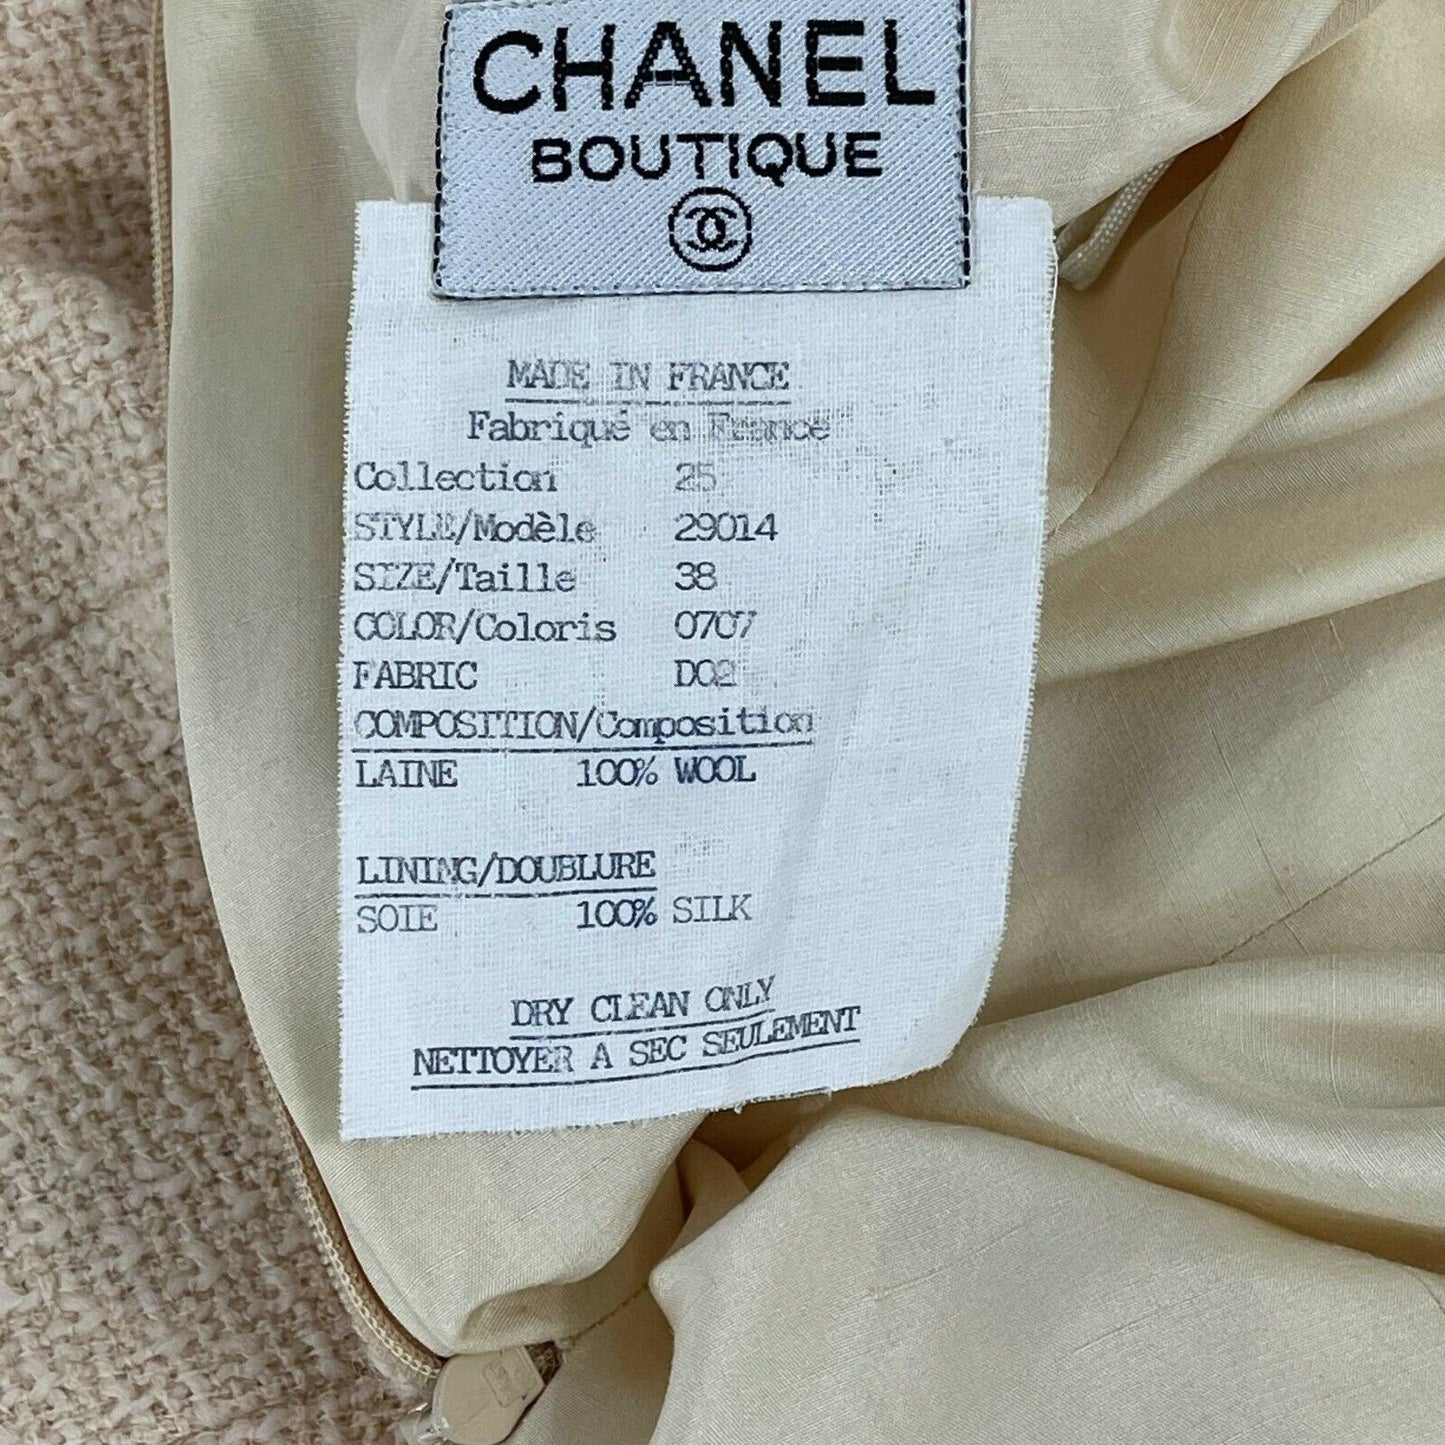 CHANEL
BOUTIQUE
MADE IN FRANCE
Fabriqué en France
Collection 25
STYLE/Modèle 29014
SIZE/Taille 38
COLOR/Coloris 0707
FABRIC D02
COMPOSITION/Composition
LAINE 100% WOOL
LINING/DOUBLURE
SOIE 100% SILK
DRY CLEAN ONLY
NETTOYER A SEC SEULEMENT